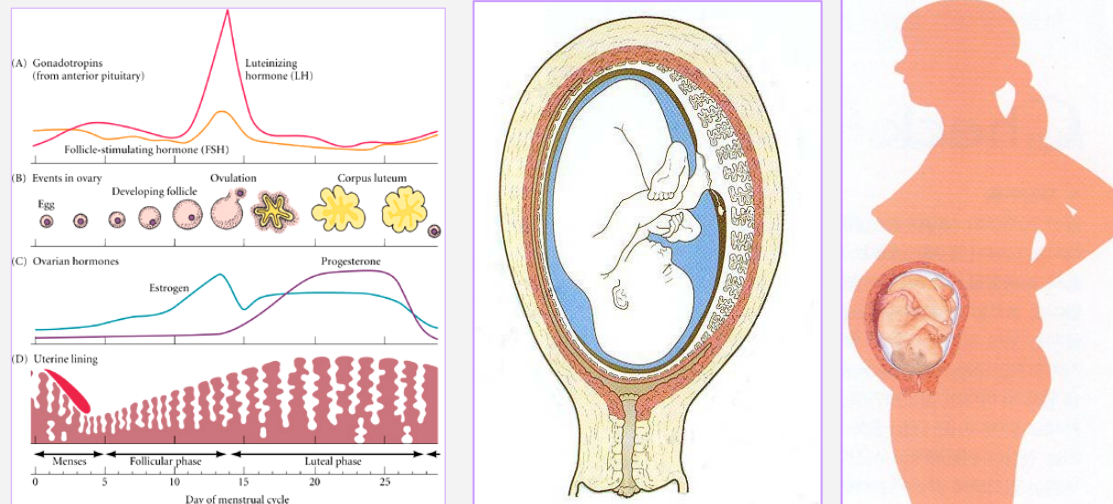 (A) Gonadotropins
(from anterior pituitary)
Luteinizing
hormone (LH)
Follicle-stimulating hormone (FSH)
(B) Events in ovary
Ovulation
Corpus luteum
Developing follicle
Egg
(C) Ovarian hormones
Progesterone
Estrogen
(D) Uterine lining
Menses
Follicular phase
Luteal phase
0 5 10 15 20 25
Day of menstrual cycle